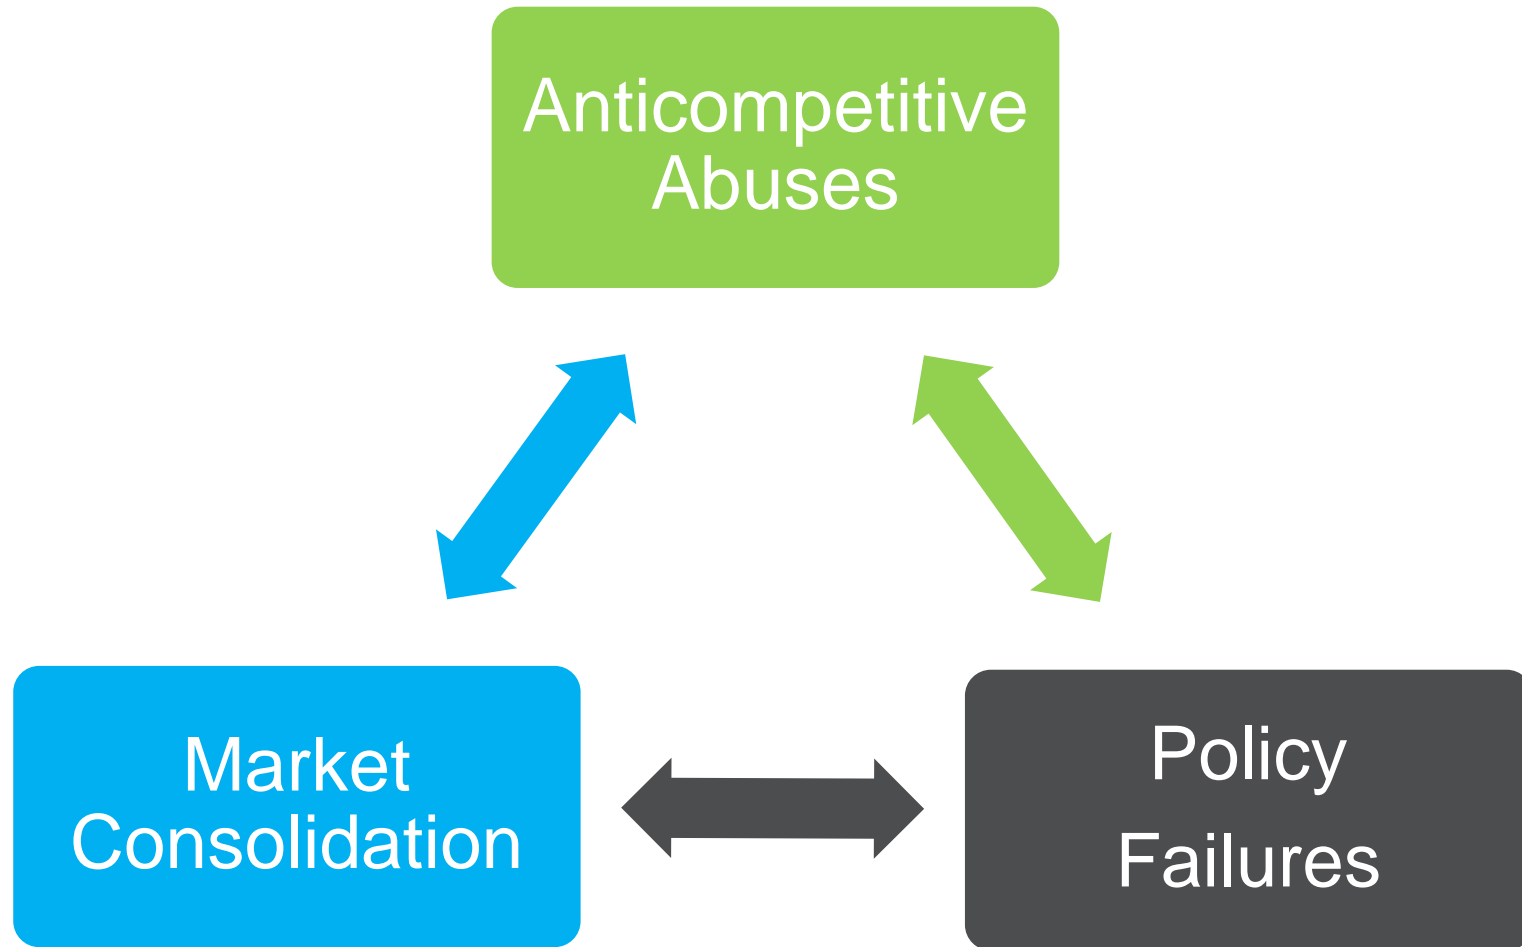 Anticompetitive
Abuses
Market
Consolidation
Policy
Failures